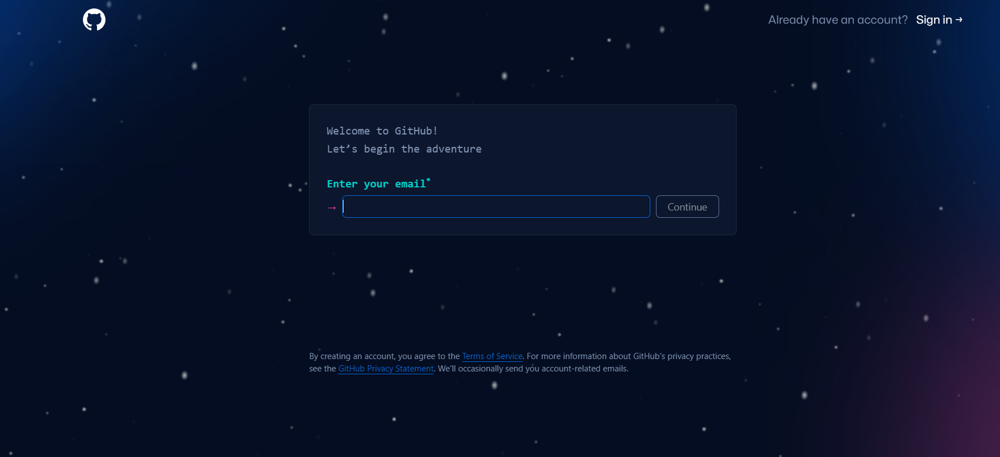 Already have an account? Sign in →
Welcome to GitHub!
Let’s begin the adventure
Enter your email*
→
Continue
By creating an account, you agree to the Terms of Service. For more information about GitHub's privacy practices,
see the GitHub Privacy Statement. We'll occasionally send you account-related emails.